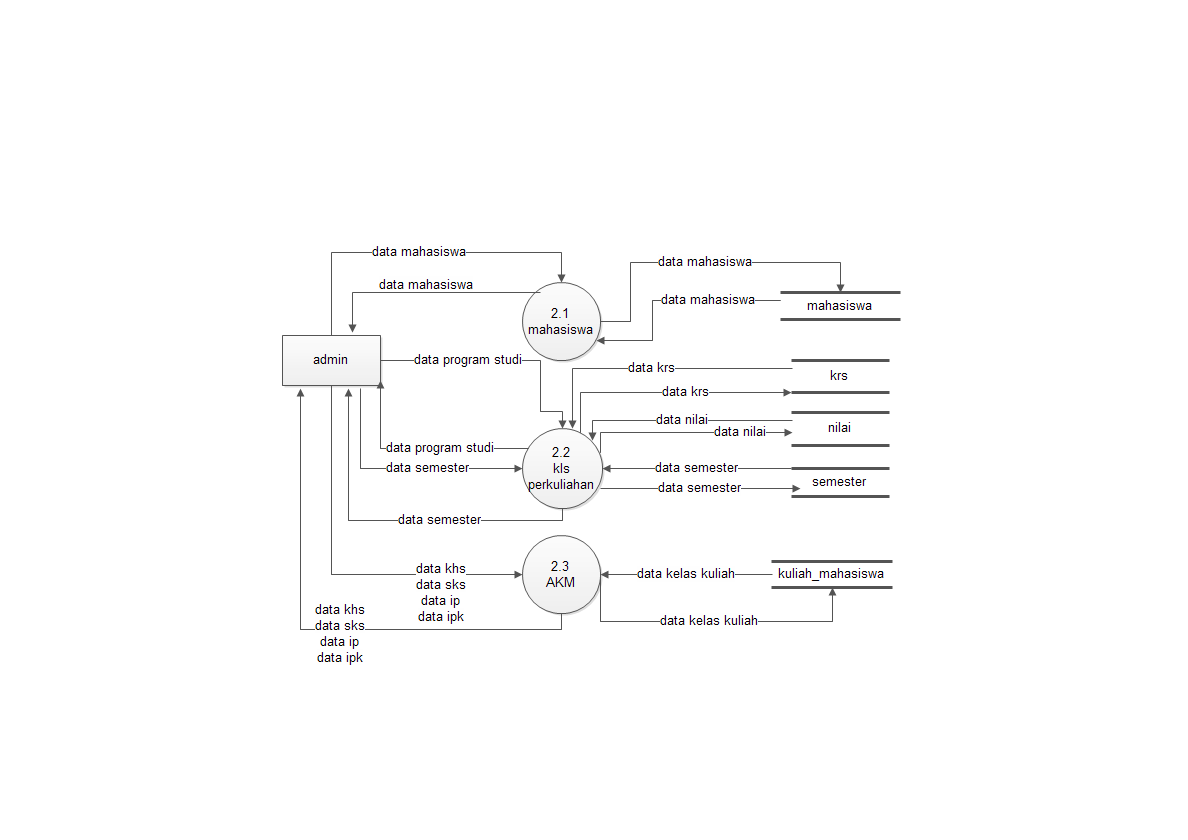 data mahasiswa
data mahasiswa
data mahasiswa
data mahasiswa
2.1
mahasiswa
mahasiswa
admin
data program studi
data krs
krs
data krs
data nilai
nilai
data nilai
data program studi
2.2
kls
perkuliahan
data semester
data semester
semester
data semester
data semester
2.3
AKM
data khs
data sks
data ip
data ipk
data kelas kuliah
kuliah_mahasiswa
data kelas kuliah
data khs
data sks
data ip
data ipk